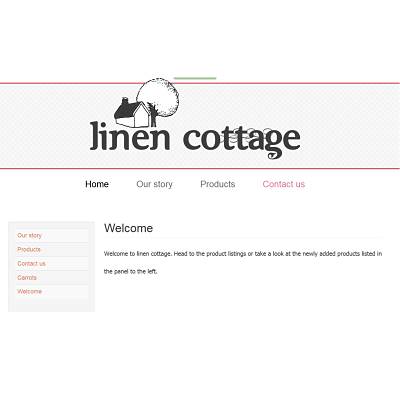 linen cottage
Home Our story Products Contact us
Our story
Products
Contact us
Carrots
Welcome
Welcome
Welcome to linen cottage. Head to the product listings or take a look at the newly added products listed in
the panel to the left.